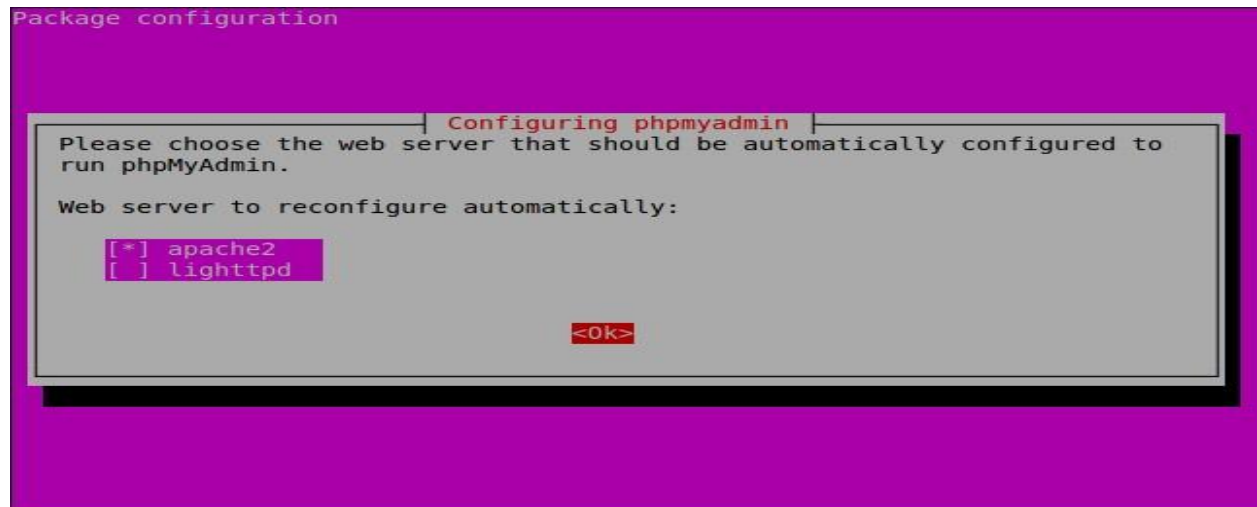 Package configuration
Configuring phpmyadmin
Please choose the web server that should be automatically configured to
run phpMyAdmin.
Web server to reconfigure automatically:
[*] apache2
[ ] lighttpd
<Ok>